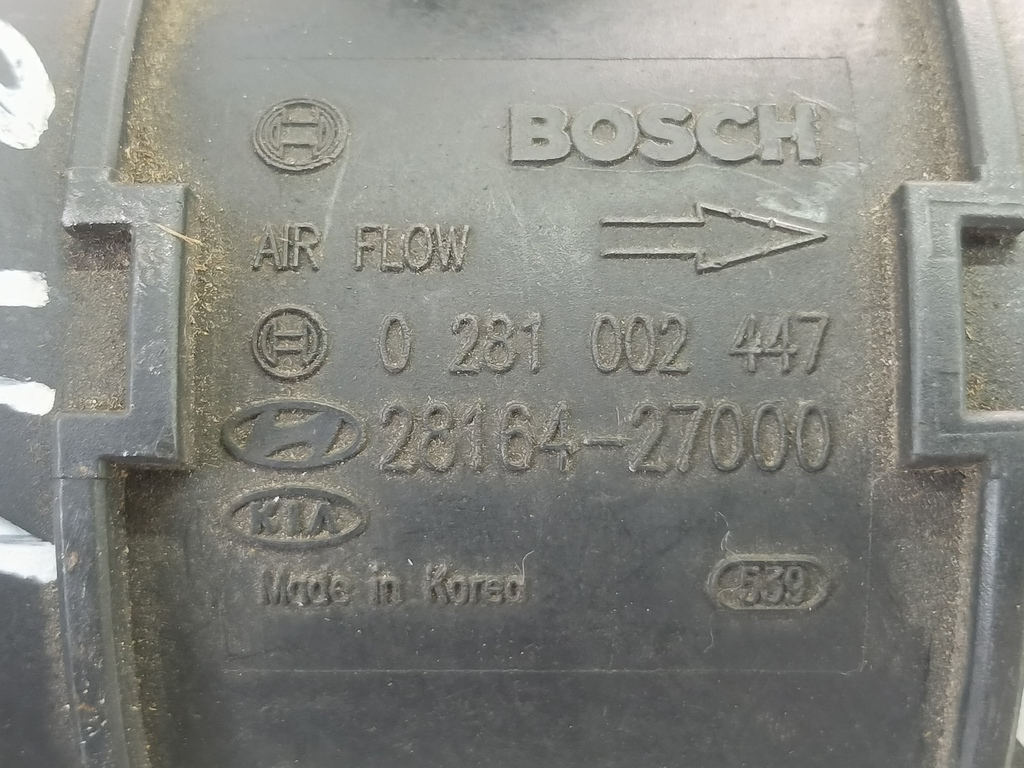 BOSCH
AIR FLOW
0 281 002 447
28164-27000
KIA
Made in Korea
539